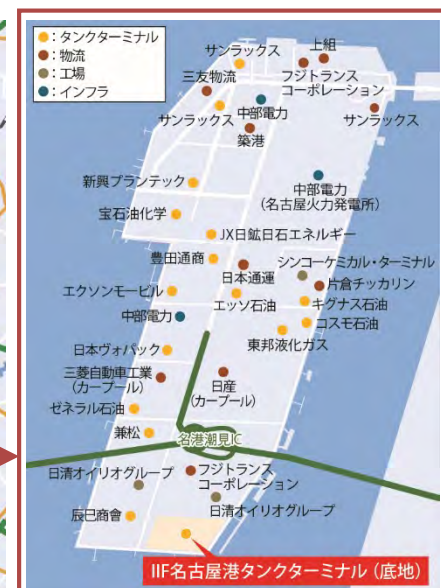 ：タンクターミナル
：物流
：工場
：インフラ
サンラックス
上組
三友物流
フジトランス
コーポレーション
中部電力
サンラックス
サンラックス
築港
新興プランテック
中部電力
（名古屋火力発電所）
宝石油化学
JX日鉱日石エネルギー
豊田通商
日本通運
シンコーケミカル・ターミナル
片倉チッカリン
エクソンモービル
エッソ石油
キグナス石油
中部電力
コスモ石油
東邦液化ガス
日本ヴォパック
三菱自動車工業
（カープール）
日産
（カープール）
ゼネラル石油
兼松
名港潮見IC
日清オイリオグループ
フジトランス
コーポレーション
日清オイリオグループ
辰巳商會
IIF名古屋港タンクターミナル（底地）